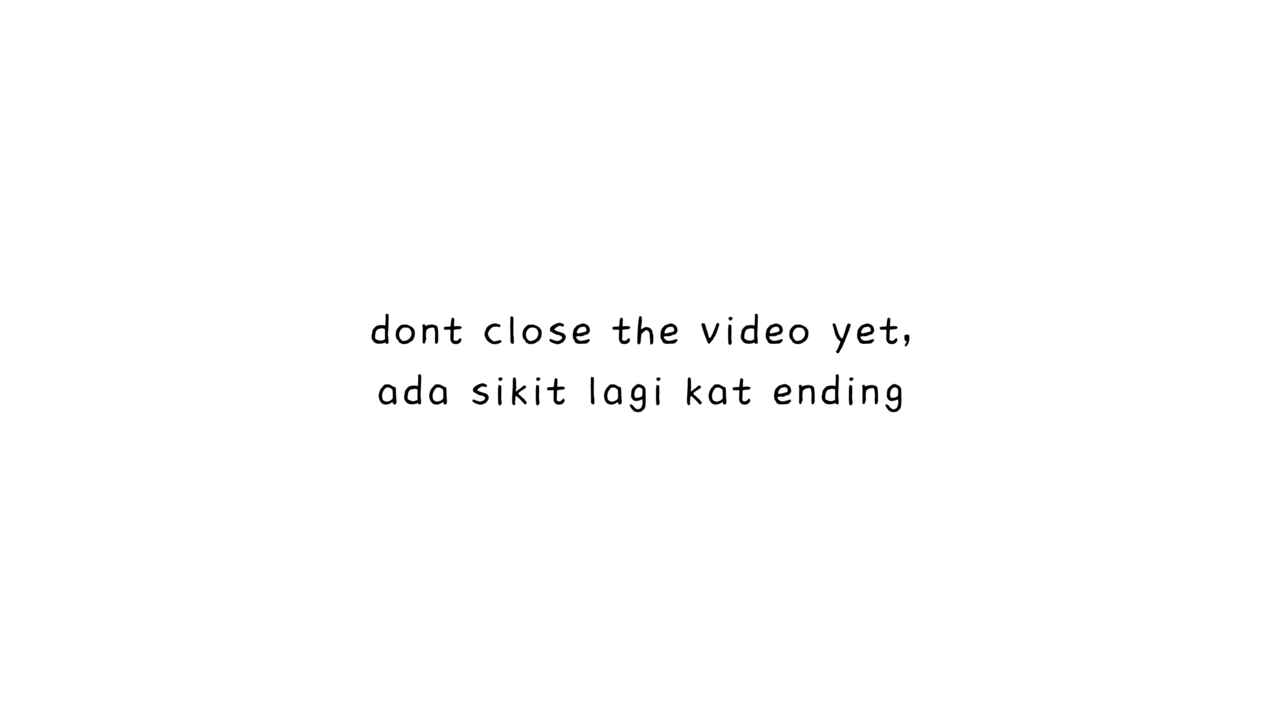 dont close the video yet,
ada sikit lagi kat ending